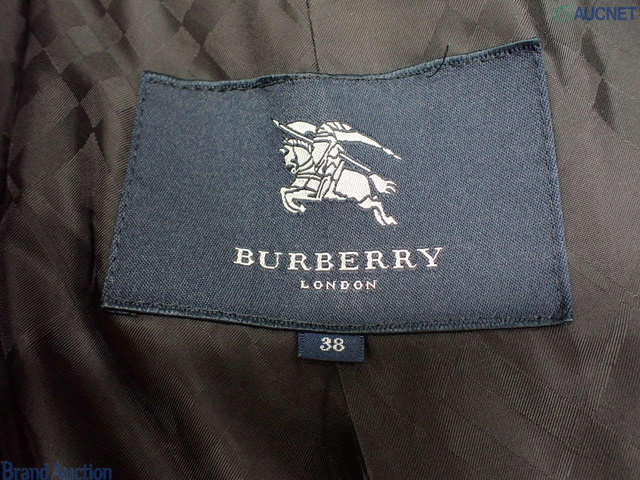 AUCNET
BURBERRY
LONDON
38
Brand Auction